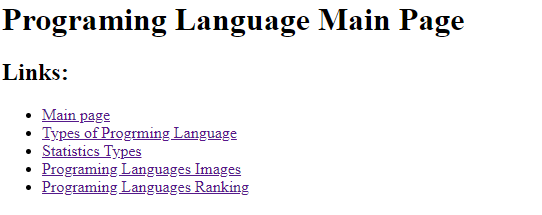 Programing Language Main Page
Links:
Main page
Types of Progrming Language
Statistics Types
Programing Languages Images
Programing Languages Ranking